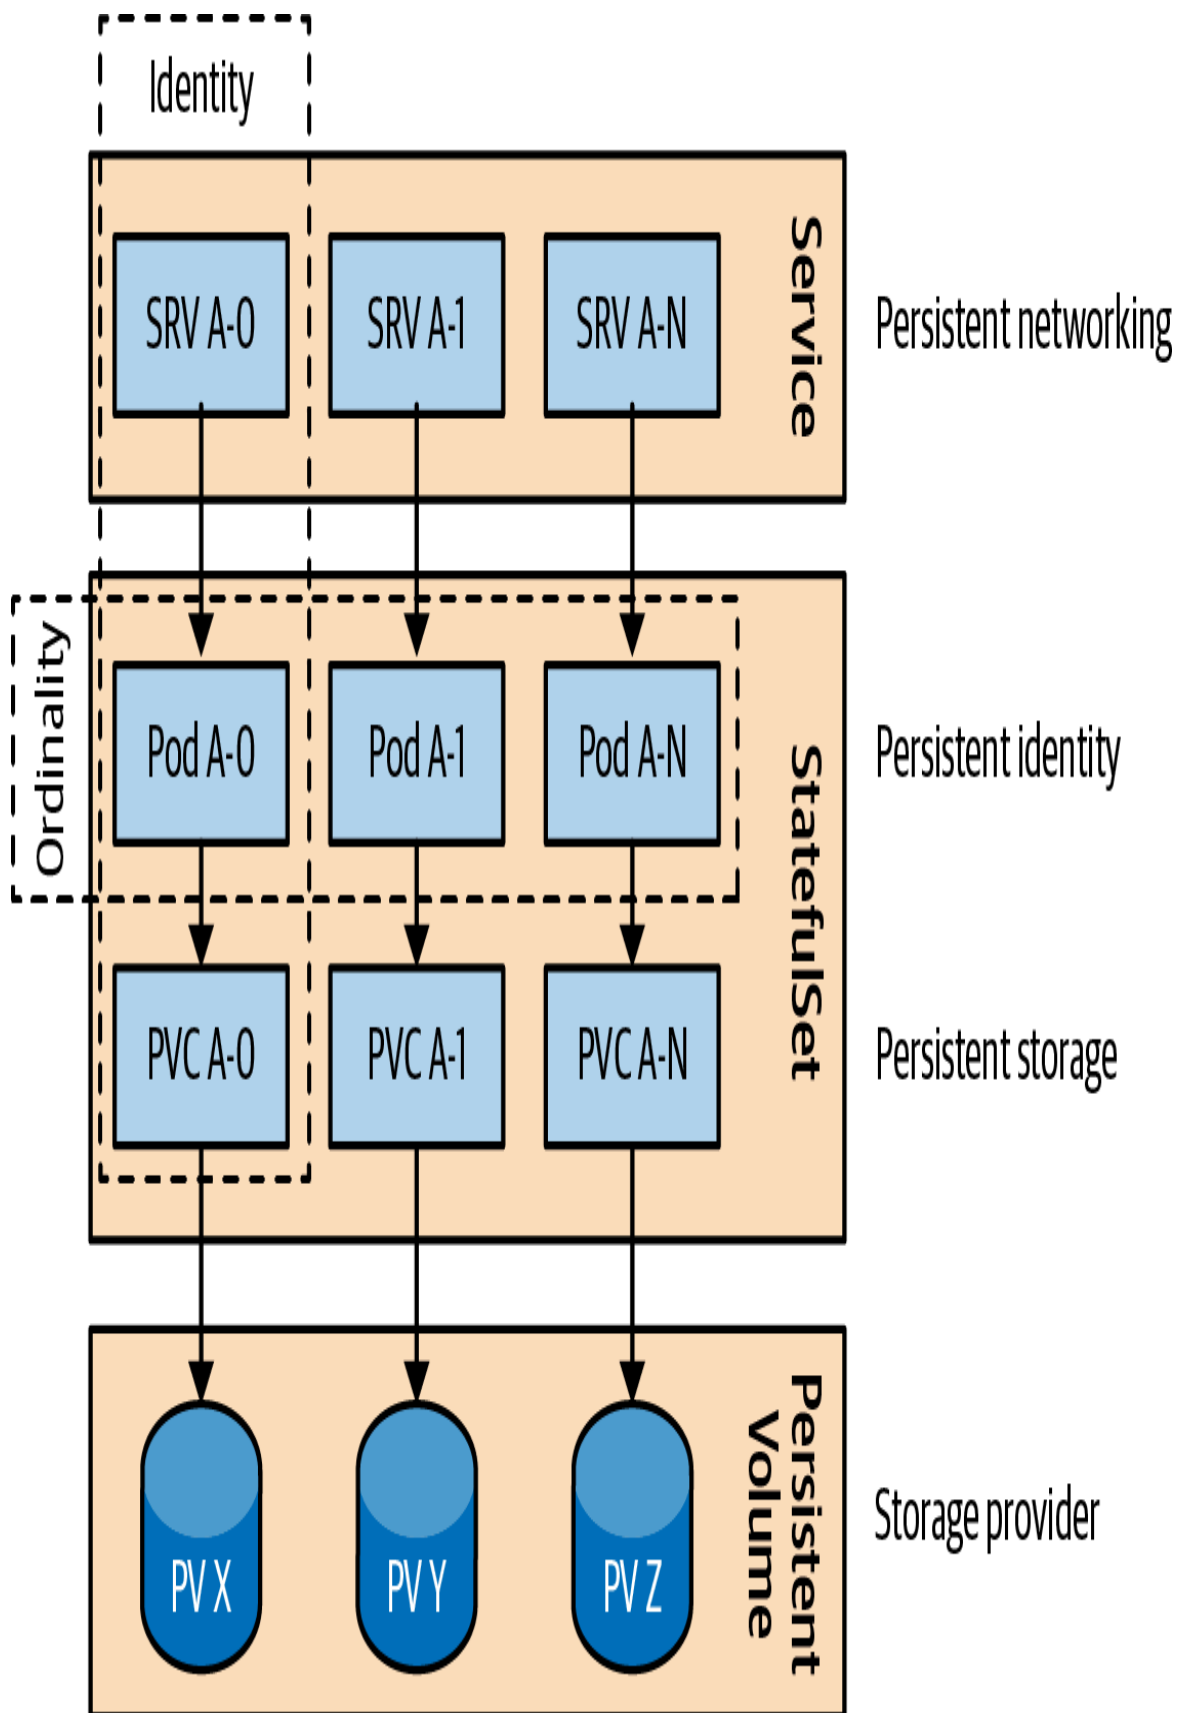 Identity
SRV A-0
SRV A-1
SRV A-N
Service
Persistent networking
Ordinality
Pod A-0
Pod A-1
Pod A-N
StatefulSet
Persistent identity
PVC A-0
PVC A-1
PVC A-N
Persistent storage
PV X
PV Y
PV Z
Persistent
Volume
Storage provider